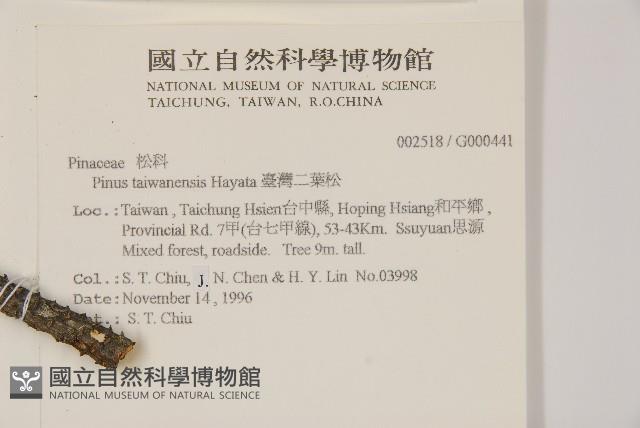 國立自然科學博物館
NATIONAL MUSEUM OF NATURAL SCIENCE
TAICHUNG, TAIWAN, R.O.CHINA
002518 / G000441
Pinaceae 松科
Pinus taiwanensis Hayata 臺灣二葉松
Loc.: Taiwan , Taichung Hsien台中縣, Hoping Hsiang和平鄉 ,
Provincial Rd. 7甲(台七甲線), 53-43Km. Ssuyuan思源
Mixed forest, roadside. Tree 9m. tall.
Col.: S. T. Chiu, J. N. Chen & H. Y. Lin No.03998
Date: November 14 , 1996
t.: S. T. Chiu
國立自然科學博物館
NATIONAL MUSEUM OF NATURAL SCIENCE